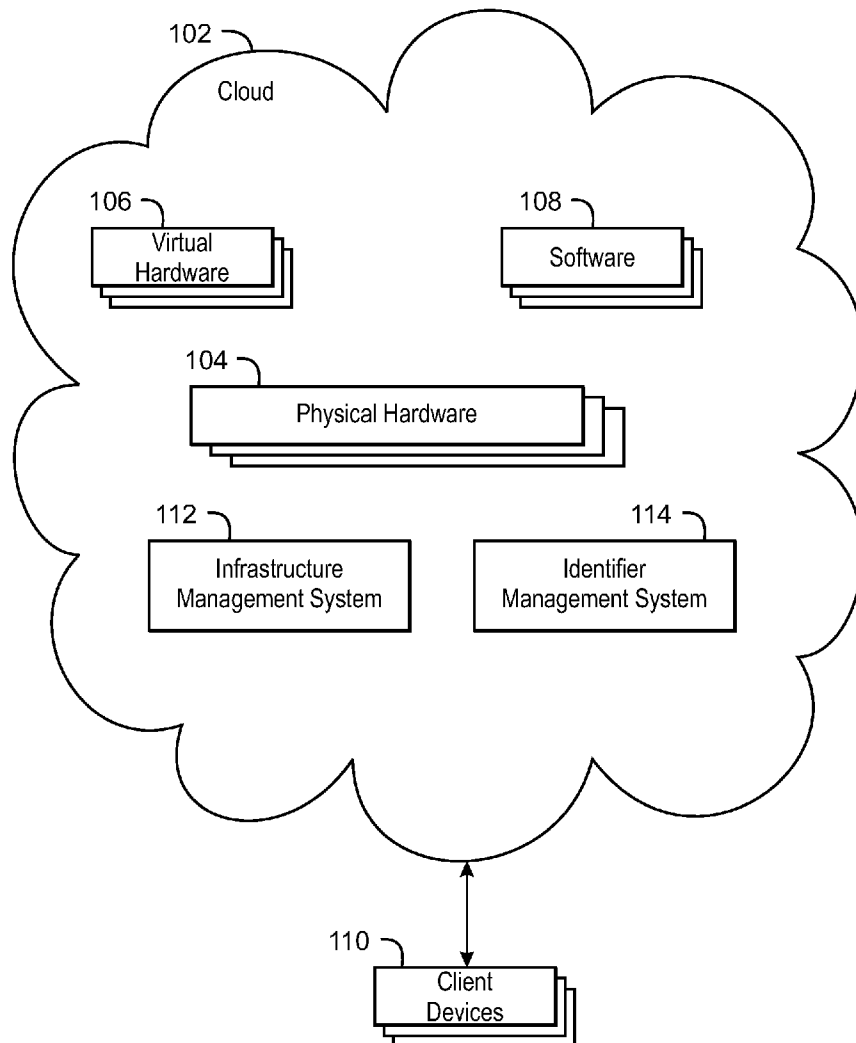 102
Cloud
106
Virtual
Hardware
108
Software
104
Physical Hardware
112
Infrastructure
Management System
114
Identifier
Management System
110
Client
Devices